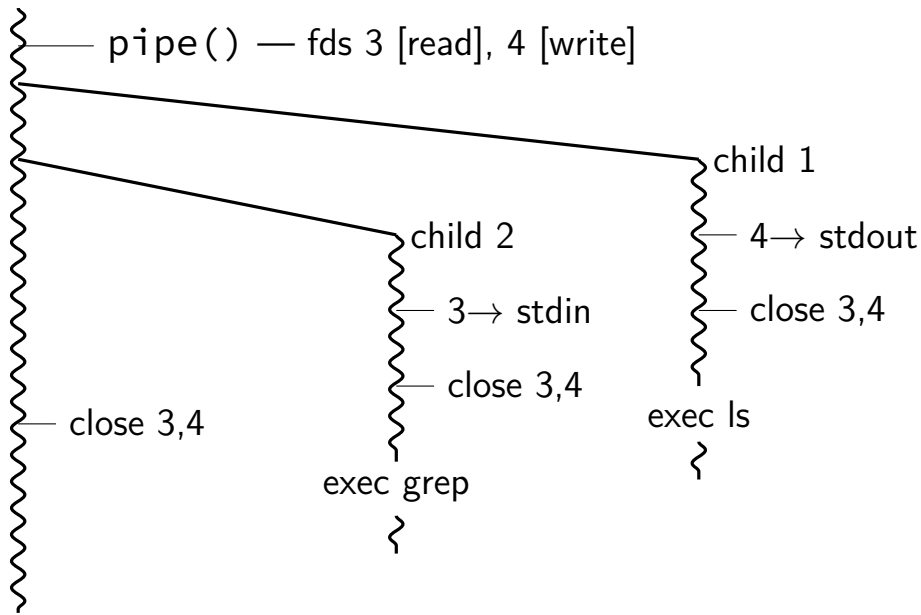 pipe() — fds 3 [read], 4 [write]
child 1
child 2
4→ stdout
3→ stdin
close 3,4
close 3,4
close 3,4
exec ls
exec grep